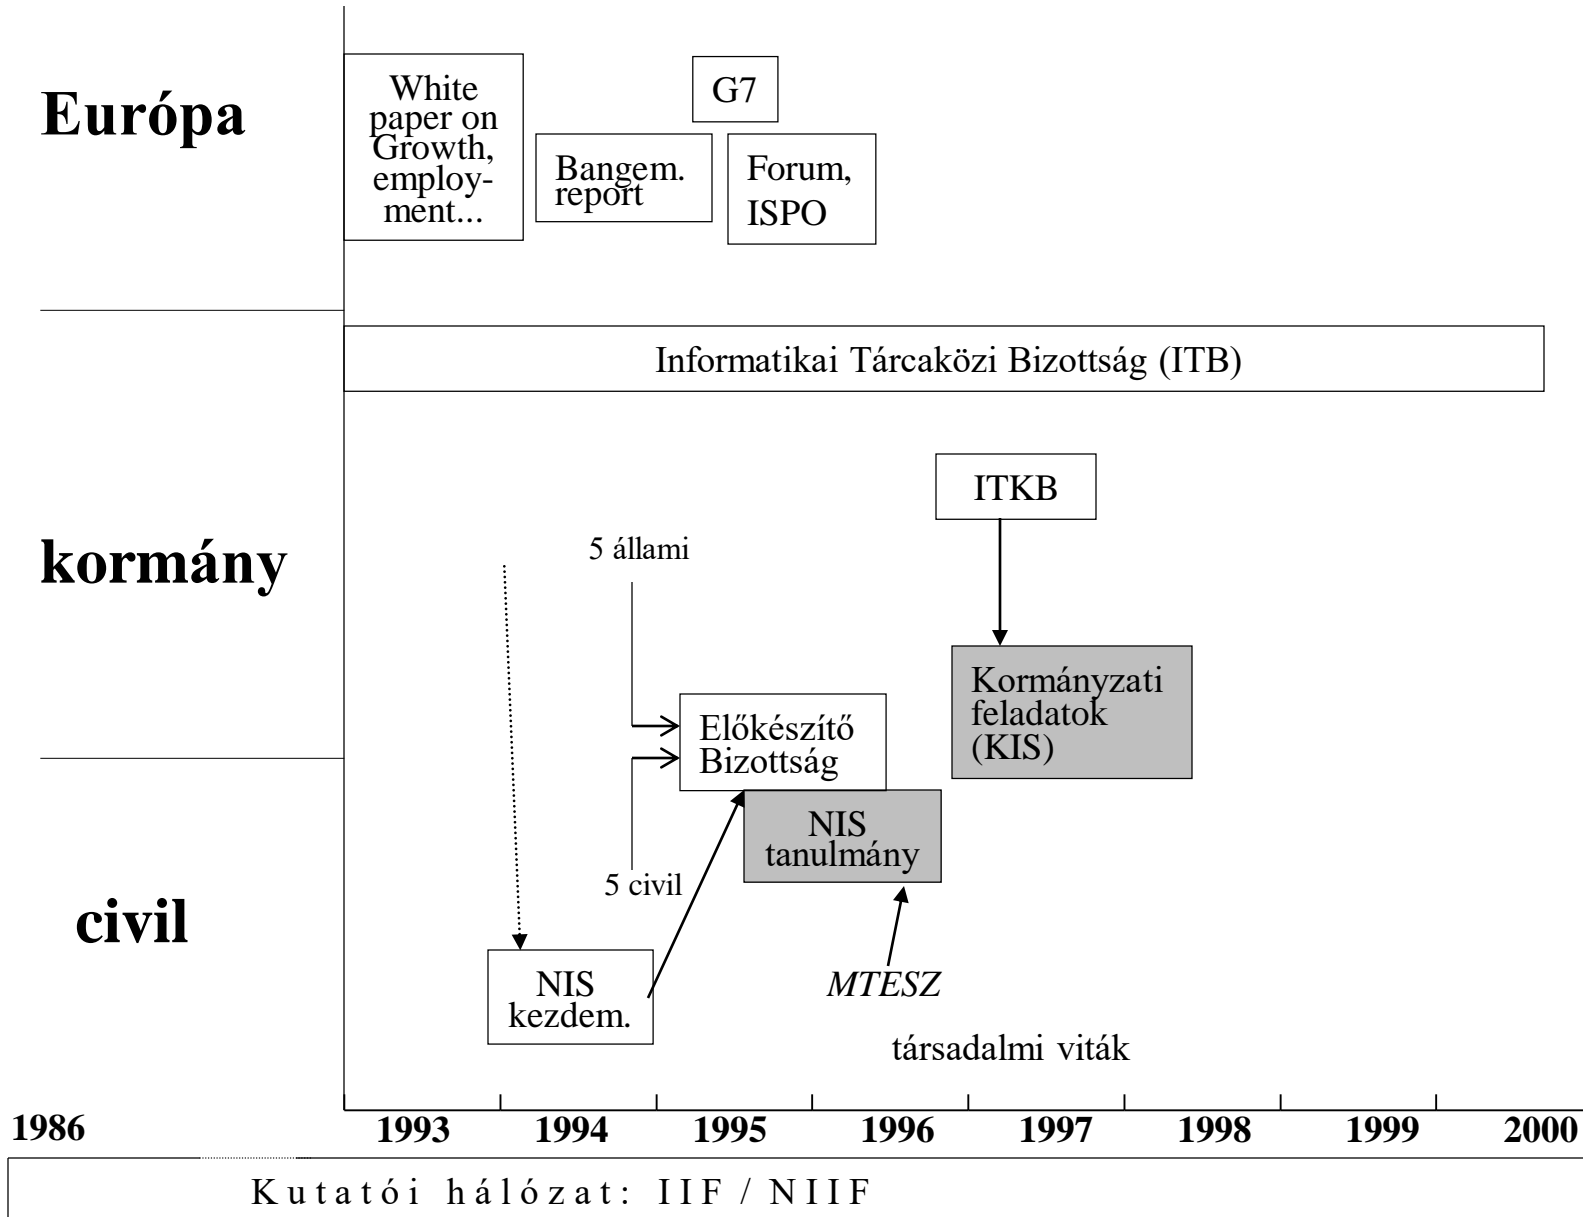 Európa
White
paper on
Growth,
employ-
ment...
G7
Bangem.
report
Forum,
ISPO
Informatikai Tárcaközi Bizottság (ITB)
kormány
ITKB
5 állami
Kormányzati
feladatok
(KIS)
Előkészítő
Bizottság
NIS
tanulmány
5 civil
civil
NIS
kezdem.
MTESZ
társadalmi viták
1986 1993 1994 1995 1996 1997 1998 1999 2000
Kutatói hálózat: IIF / NIIF